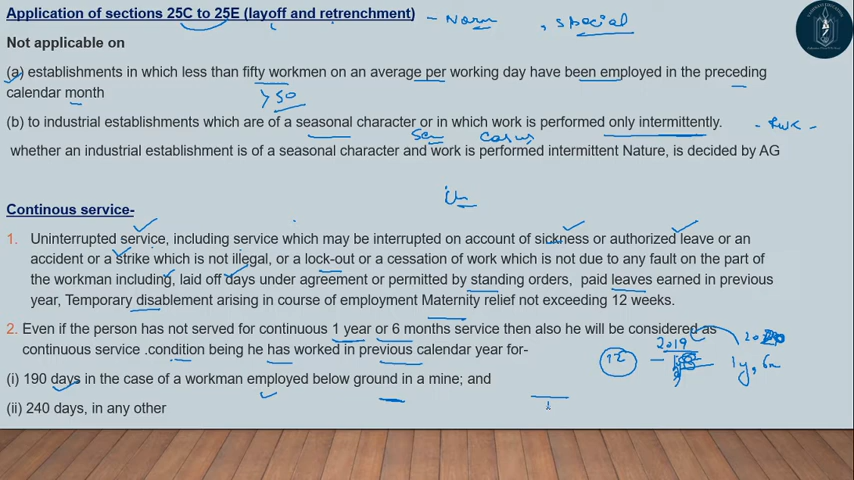 Application of sections 25C to 25E (layoff and retrenchment) - Norm , special
Not applicable on
(a) establishments in which less than fifty workmen on an average per working day have been employed in the preceding
calendar month
>50
(b) to industrial establishments which are of a seasonal character or in which work is performed only intermittently.
whether an industrial establishment is of a seasonal character and work is performed intermittent Nature, is decided by AG
Continous service-
1. Uninterrupted service, including service which may be interrupted on account of sickness or authorized leave or an
accident or a strike which is not illegal, or a lock-out or a cessation of work which is not due to any fault on the part of
the workman including, laid off days under agreement or permitted by standing orders, paid leaves earned in previous
year, Temporary disablement arising in course of employment Maternity relief not exceeding 12 weeks.
2. Even if the person has not served for continuous 1 year or 6 months service then also he will be considered as
continuous service .condition being he has worked in previous calendar year for-
2019
12
1y, 6m
(i) 190 days in the case of a workman employed below ground in a mine; and
(ii) 240 days, in any other